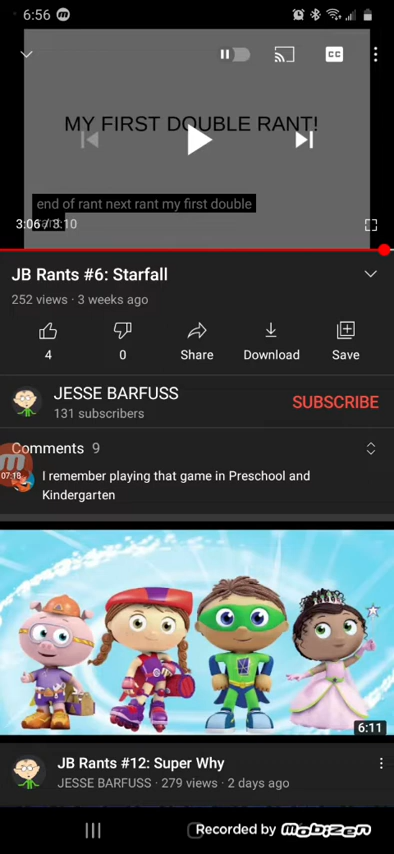 6:56
CC
MY FIRST DOUBLE RANT!
end of rant next rant my first double
3:06 / 3:10
JB Rants #6: Starfall
252 views · 3 weeks ago
4
0
Share
Download
Save
JESSE BARFUSS
131 subscribers
SUBSCRIBE
Comments 9
07:18
I remember playing that game in Preschool and
Kindergarten
6:11
JB Rants #12: Super Why
JESSE BARFUSS · 279 views · 2 days ago
Recorded by MOBIZEN